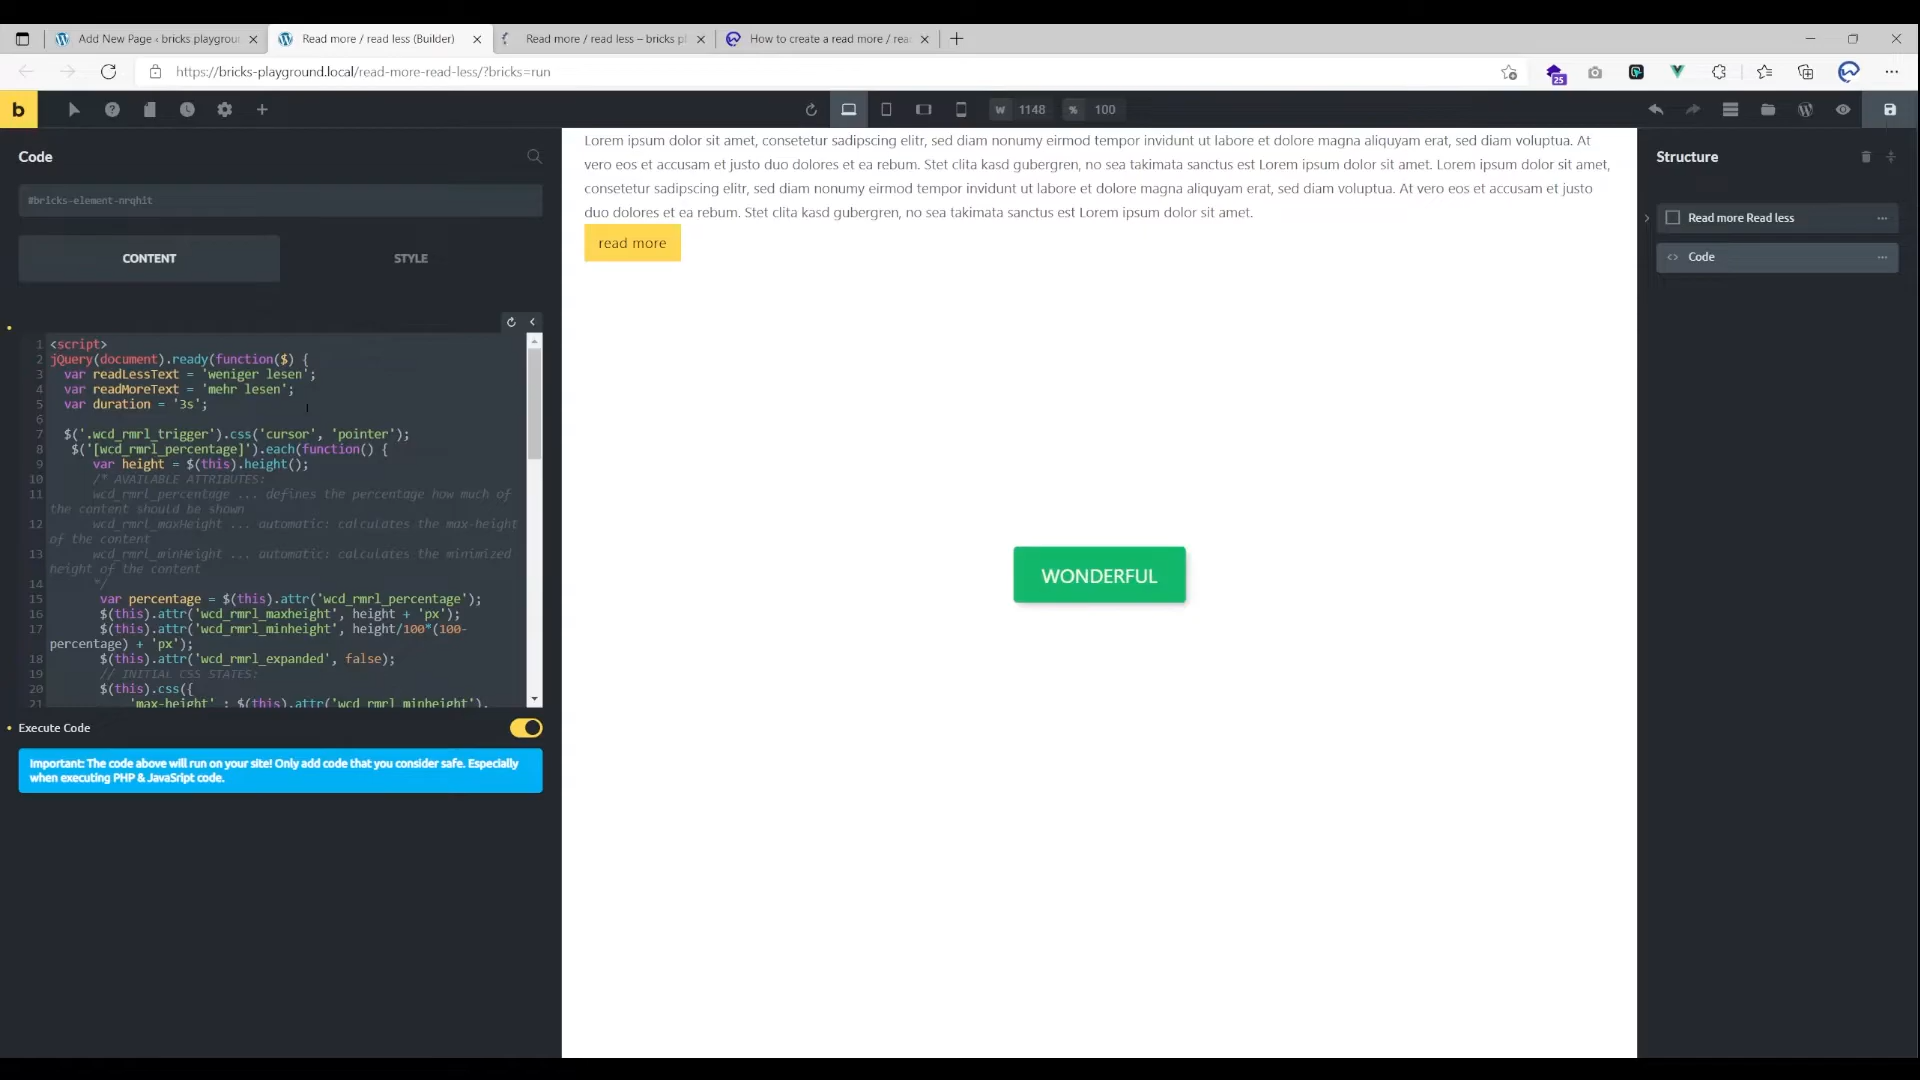 Add New Page ‹ bricks playgroun
Read more / read less (Builder)
Read more / read less – bricks pl
How to create a read more / rea
https://bricks-playground.local/read-more-read-less/?bricks=run
25
b
W 1148 % 100
Code
#bricks-element-nrqhit
CONTENT
STYLE
1 <script>
2 jQuery(document).ready(function($) {
3 var readLessText = 'weniger lesen';
4 var readMoreText = 'mehr lesen';
5 var duration = '3s';
6
7 $('.wcd_rmrl_trigger').css('cursor', 'pointer');
8 $('[wcd_rmrl_percentage]').each(function() {
9 var height = $(this).height();
10 /* AVAILABLE ATTRIBUTES:
11 wcd_rmrl_percentage ... defines the percentage how much of
the content should be shown
12 wcd_rmrl_maxHeight ... automatic: calculates the max-height
of the content
13 wcd_rmrl_minHeight ... automatic: calculates the minimized
height of the content
14 */
15 var percentage = $(this).attr('wcd_rmrl_percentage');
16 $(this).attr('wcd_rmrl_maxheight', height + 'px');
17 $(this).attr('wcd_rmrl_minheight', height/100*(100-
percentage) + 'px');
18 $(this).attr('wcd_rmrl_expanded', false);
19 // INITIAL CSS STATES:
20 $(this).css({
21 'max-height' : $(this).attr('wcd_rmrl_minheight'),
Execute Code
Important: The code above will run on your site! Only add code that you consider safe. Especially
when executing PHP & JavaSript code.
Lorem ipsum dolor sit amet, consetetur sadipscing elitr, sed diam nonumy eirmod tempor invidunt ut labore et dolore magna aliquyam erat, sed diam voluptua. At
vero eos et accusam et justo duo dolores et ea rebum. Stet clita kasd gubergren, no sea takimata sanctus est Lorem ipsum dolor sit amet. Lorem ipsum dolor sit amet,
consetetur sadipscing elitr, sed diam nonumy eirmod tempor invidunt ut labore et dolore magna aliquyam erat, sed diam voluptua. At vero eos et accusam et justo
duo dolores et ea rebum. Stet clita kasd gubergren, no sea takimata sanctus est Lorem ipsum dolor sit amet.
read more
WONDERFUL
Structure
Read more Read less
Code